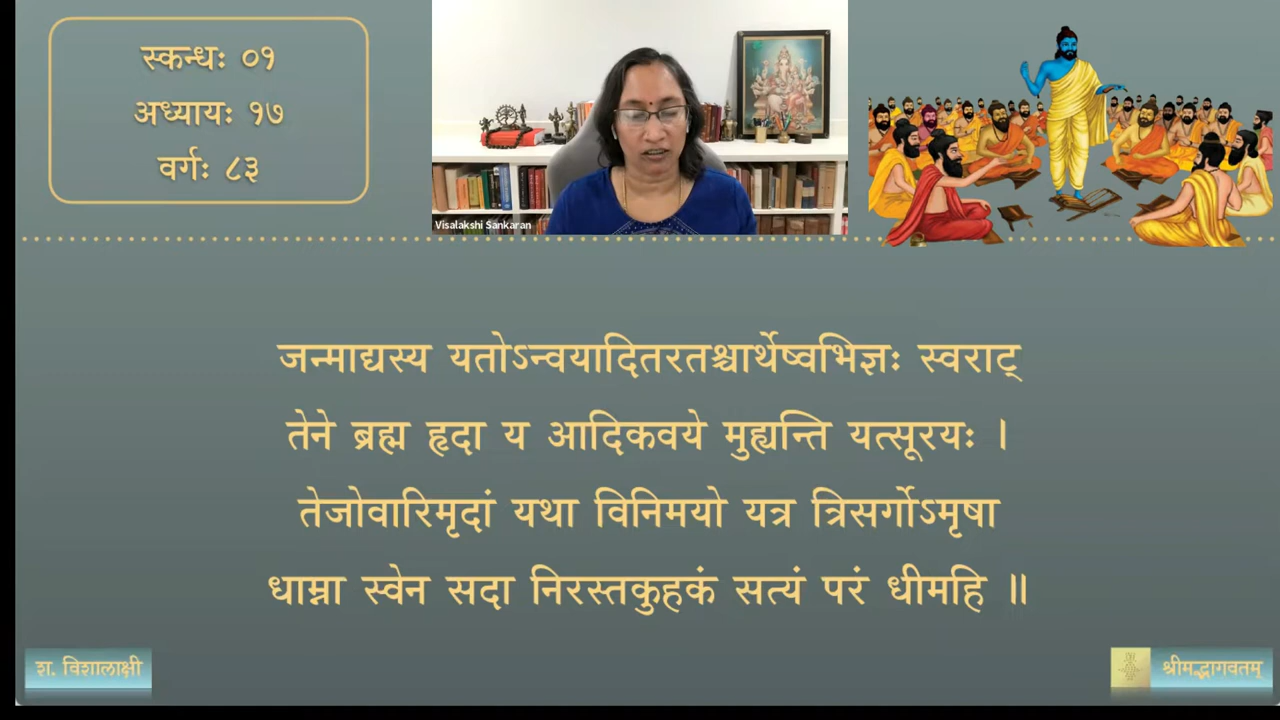 स्कन्धः ०१
अध्यायः १७
वर्गः ८३
Visalakshi Sankaran
जन्माद्यस्य यतोऽन्वयादितरतश्चार्थेष्वभिज्ञः स्वराट्
तेने ब्रह्म हृदा य आदिकवये मुह्यन्ति यत्सूरयः ।
तेजोवारिमृदां यथा विनिमयो यत्र त्रिसर्गोऽमृषा
धाम्ना स्वेन सदा निरस्तकुहकं सत्यं परं धीमहि ॥
श. विशालाक्षी
श्रीमद्भागवतम्